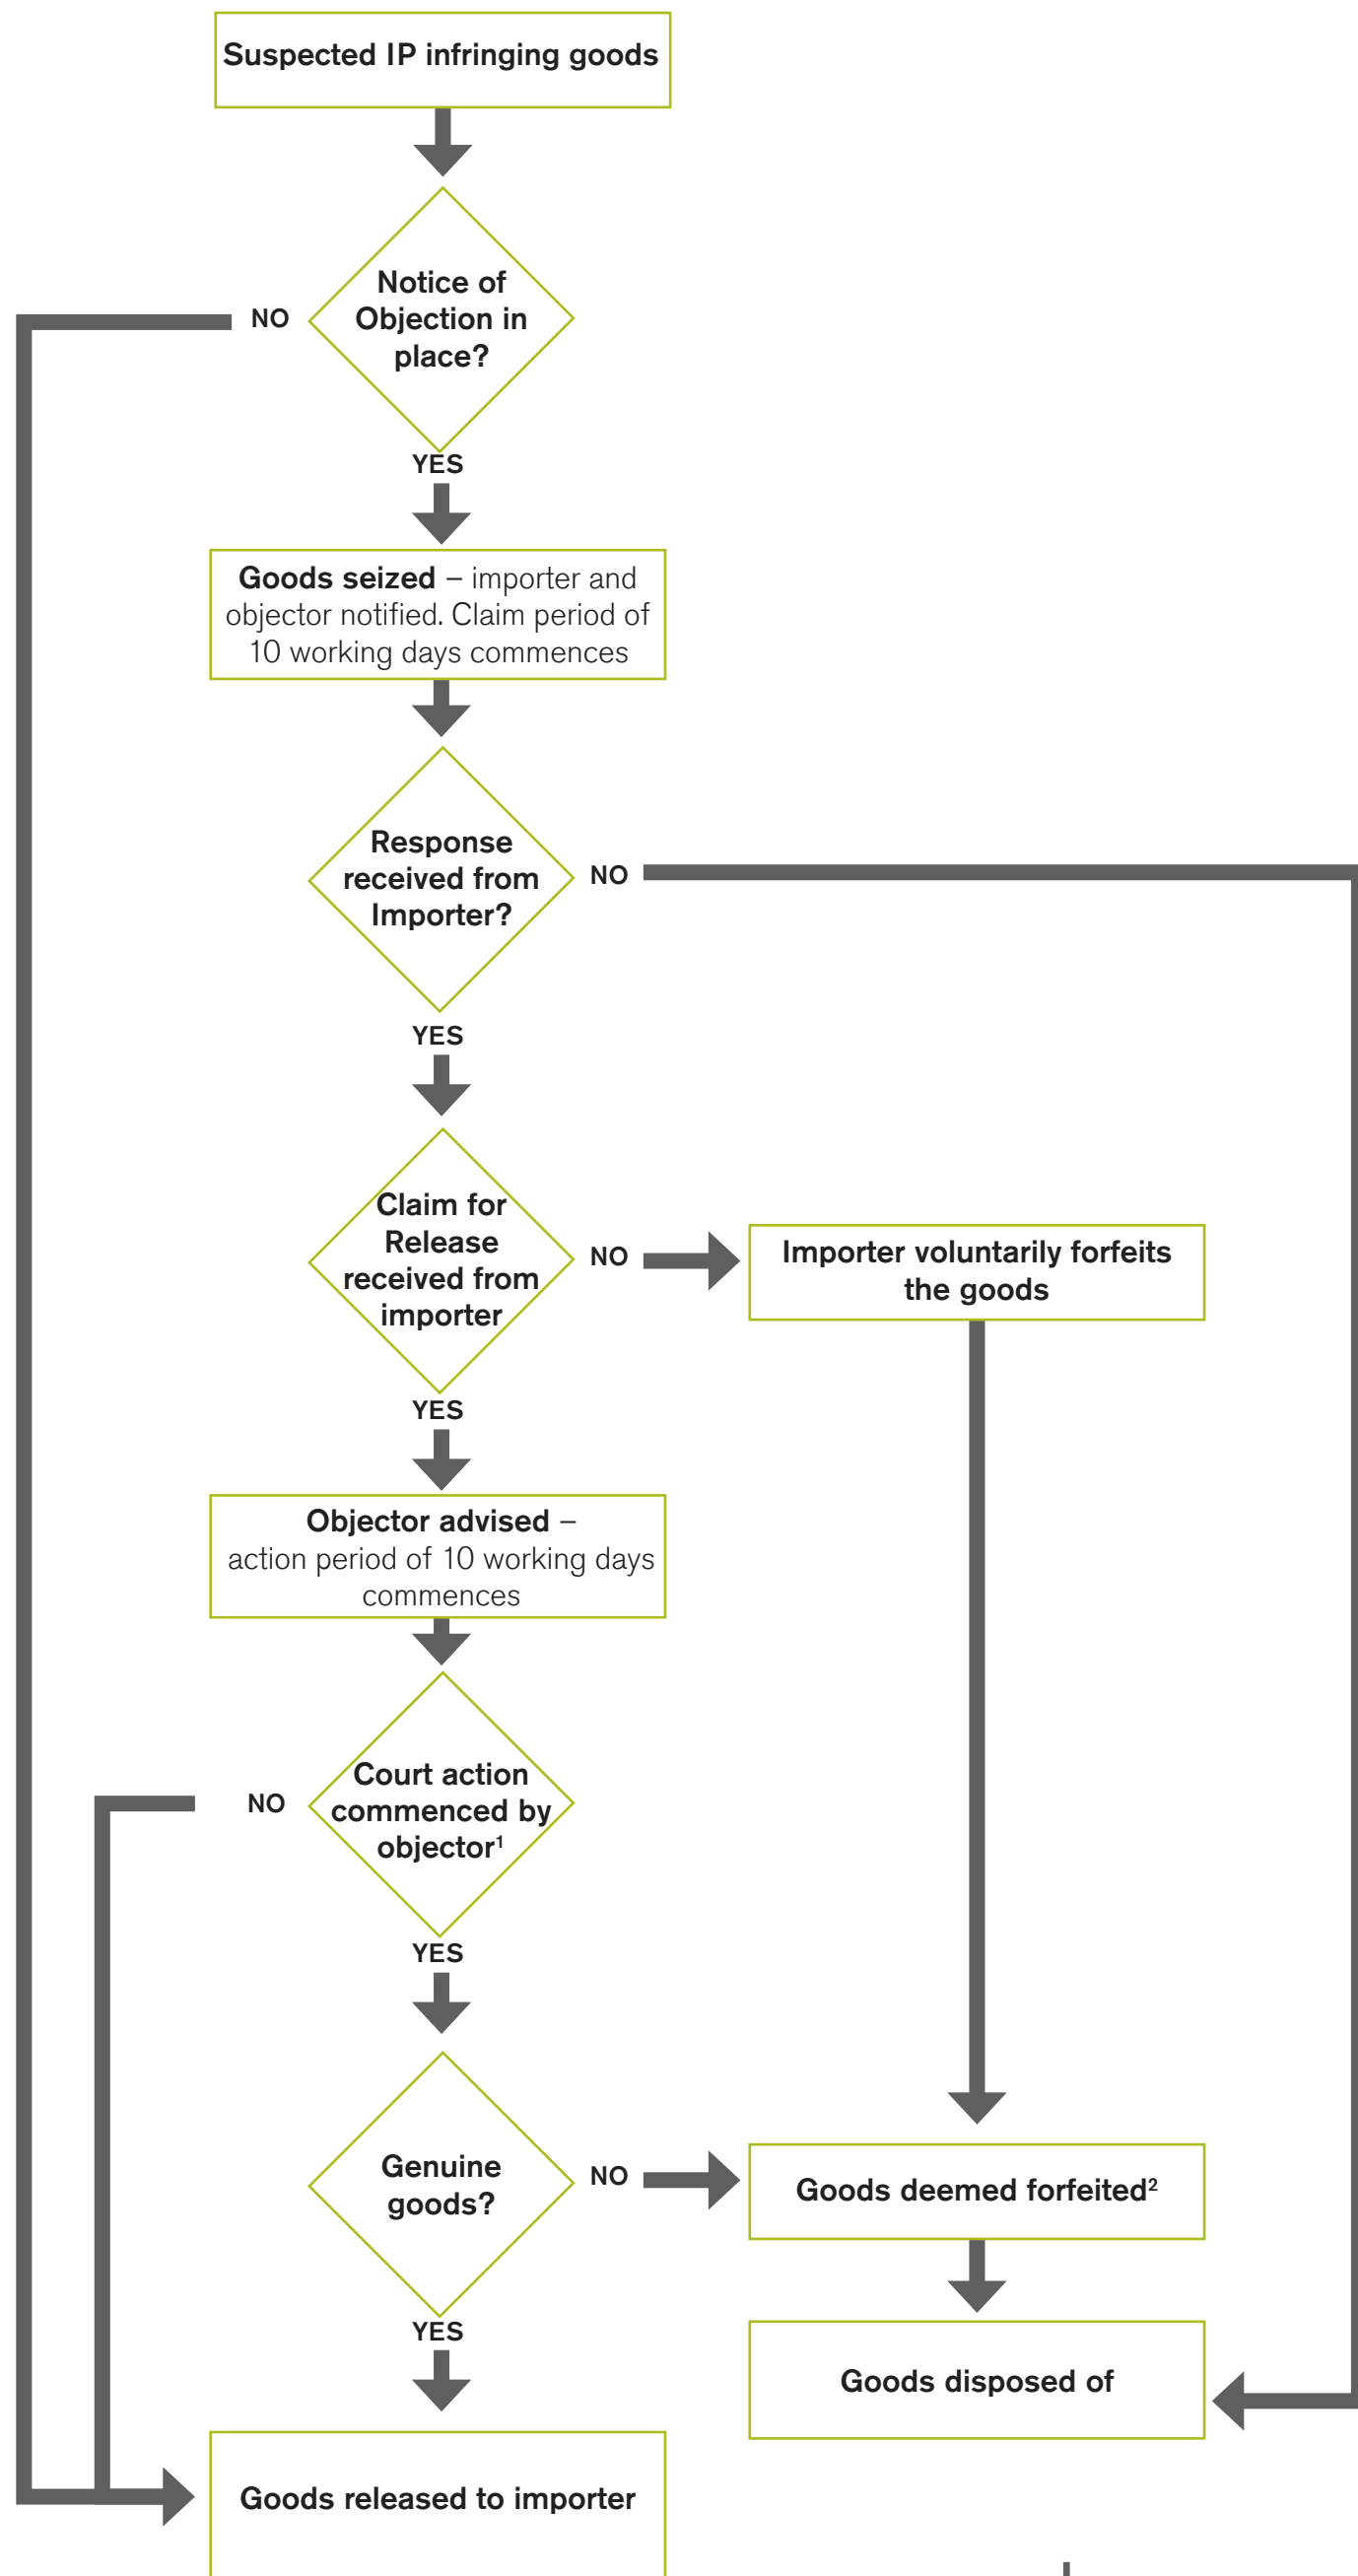 Suspected IP infringing goods
Notice of
Objection in
place?
NO
YES
Goods seized – importer and
objector notified. Claim period of
10 working days commences
Response
received from
Importer?
NO
YES
Claim for
Release
received from
importer
NO
Importer voluntarily forfeits
the goods
YES
Objector advised –
action period of 10 working days
commences
Court action
commenced by
objector¹
NO
YES
Genuine
goods?
NO
Goods deemed forfeited²
YES
Goods disposed of
Goods released to importer